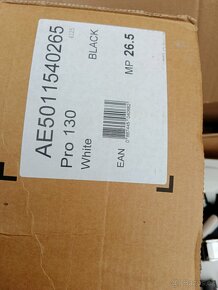 AE5011540265
Pro 130
White
BLACK
EAN
MP 26.5